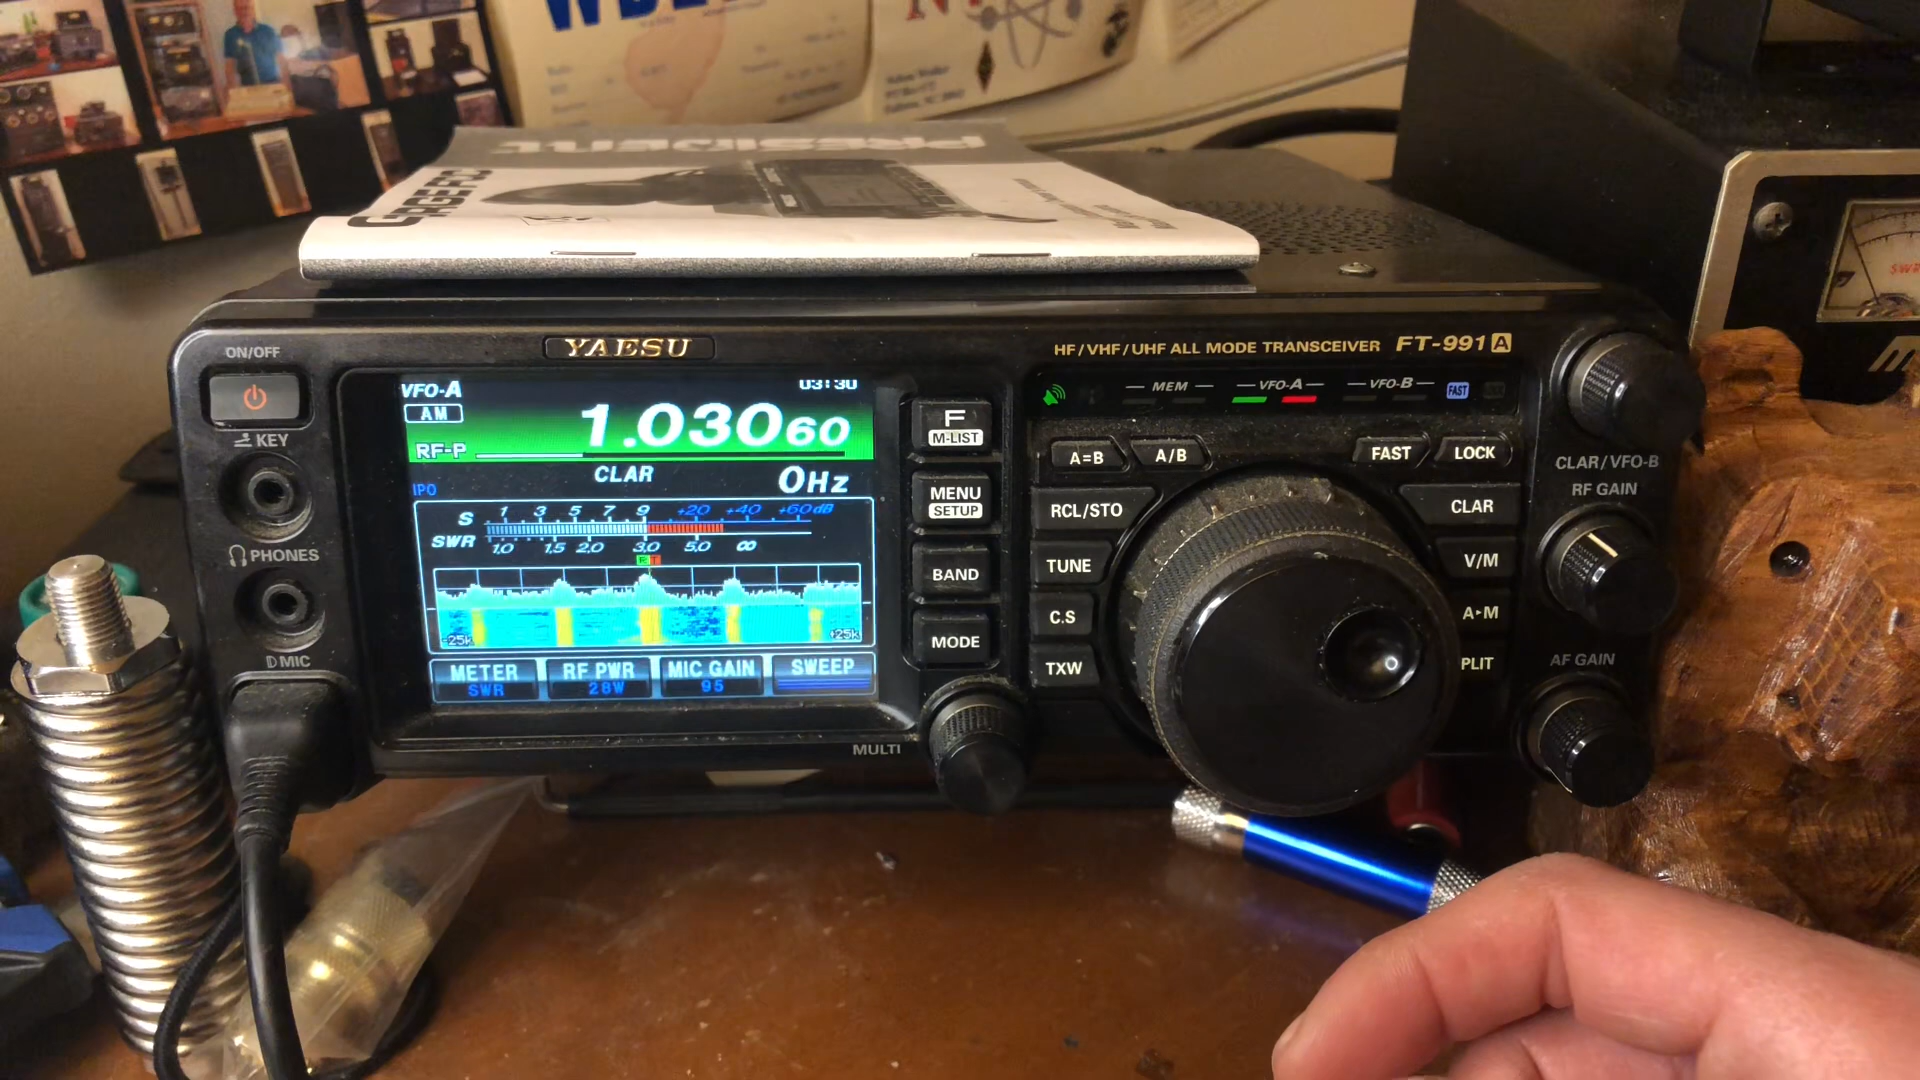 PRESIDENT
YAESU
HF/VHF/UHF ALL MODE TRANSCEIVER FT-991A
ON/OFF
KEY
PHONES
MIC
VFO-A 03:30
AM 1.03060
RF-P
CLAR 0Hz
IPO
S 1 3 5 7 9 +20 +40 +60dB
SWR 1.0 1.5 2.0 3.0 5.0 ∞
-25k +25k
METER RF PWR MIC GAIN SWEEP
SWR 28W 95
F
M-LIST
MENU
SETUP
BAND
MODE
MULTI
MEM VFO-A VFO-B FAST
A=B A/B FAST LOCK
RCL/STO CLAR
TUNE V/M
C.S A▸M
TXW PLIT
CLAR/VFO-B
RF GAIN
AF GAIN
SWR